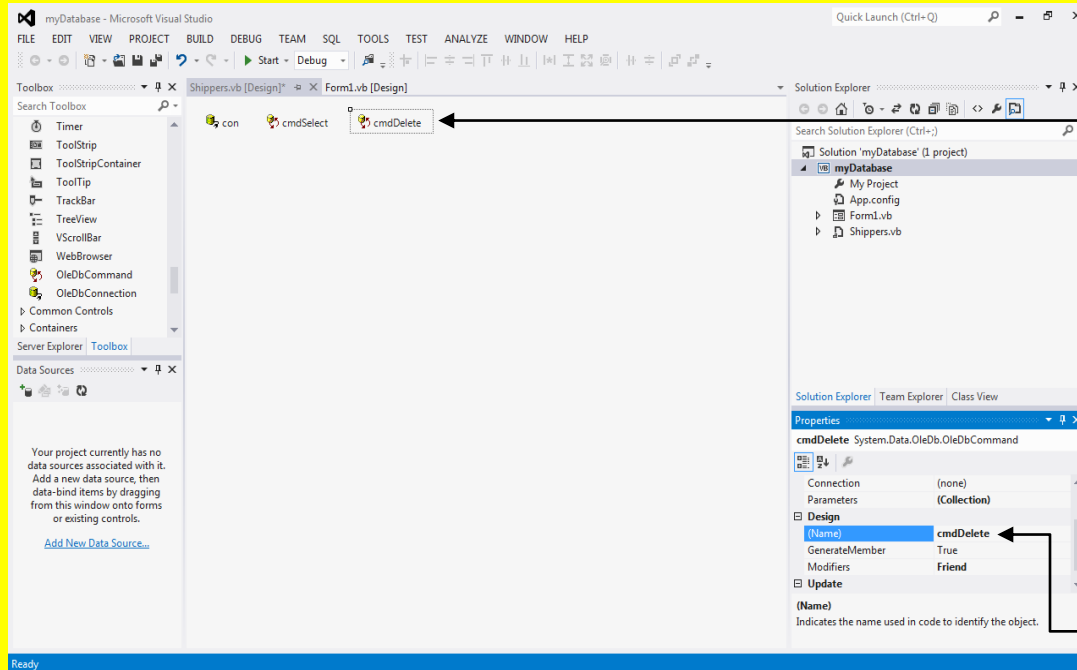 myDatabase - Microsoft Visual Studio
Quick Launch (Ctrl+Q)
FILE EDIT VIEW PROJECT BUILD DEBUG TEAM SQL TOOLS TEST ANALYZE WINDOW HELP
Start Debug
Toolbox
Search Toolbox
Timer
ToolStrip
ToolStripContainer
ToolTip
TrackBar
TreeView
VScrollBar
WebBrowser
OleDbCommand
OleDbConnection
Common Controls
Containers
Server Explorer Toolbox
Data Sources
Your project currently has no
data sources associated with it.
Add a new data source, then
data-bind items by dragging
from this window onto forms
or existing controls.
Add New Data Source...
Shippers.vb [Design]* Form1.vb [Design]
con cmdSelect cmdDelete
Solution Explorer
Search Solution Explorer (Ctrl+;)
Solution 'myDatabase' (1 project)
VB myDatabase
My Project
App.config
Form1.vb
Shippers.vb
Solution Explorer Team Explorer Class View
Properties
cmdDelete System.Data.OleDb.OleDbCommand
Connection (none)
Parameters (Collection)
Design
(Name) cmdDelete
GenerateMember True
Modifiers Friend
Update
(Name)
Indicates the name used in code to identify the object.
Ready